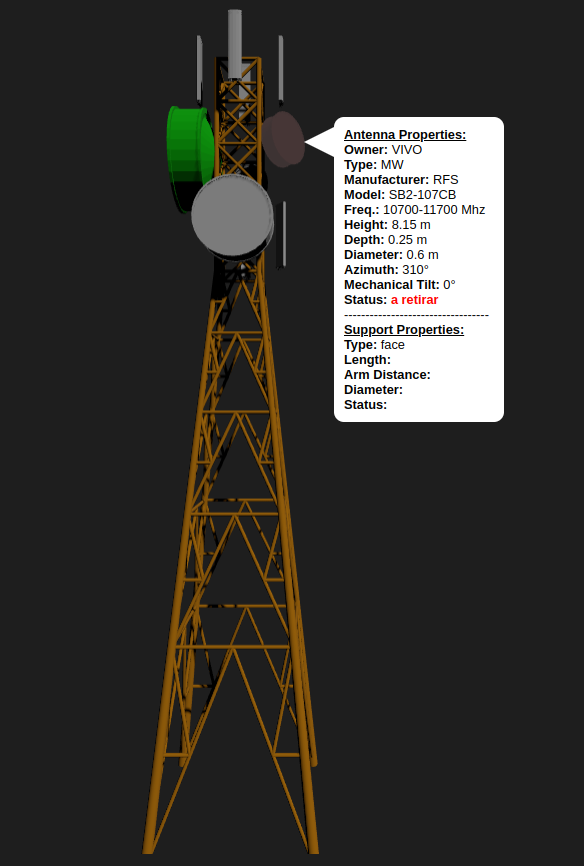 Antenna Properties:
Owner: VIVO
Type: MW
Manufacturer: RFS
Model: SB2-107CB
Freq.: 10700-11700 Mhz
Height: 8.15 m
Depth: 0.25 m
Diameter: 0.6 m
Azimuth: 310°
Mechanical Tilt: 0°
Status: a retirar
----------------------------------
Support Properties:
Type: face
Length:
Arm Distance:
Diameter:
Status: